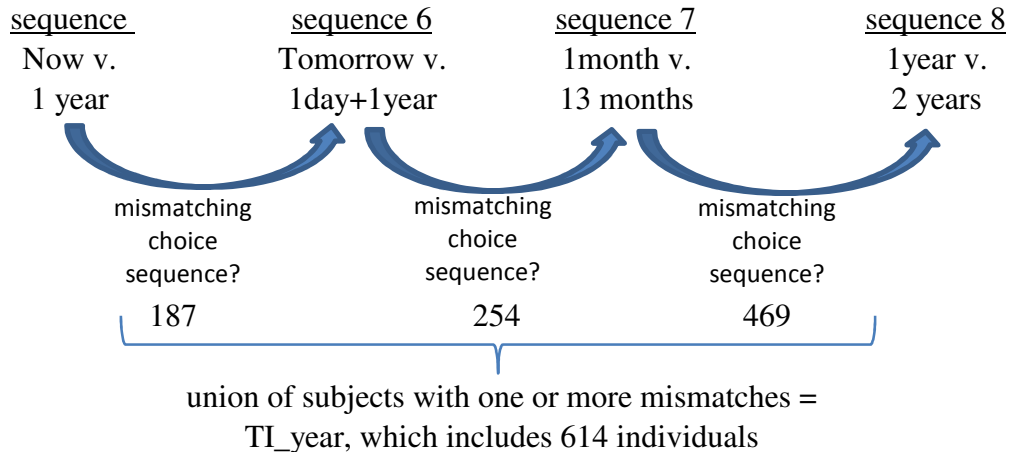 sequence    sequence 6    sequence 7    sequence 8
Now v.    Tomorrow v.    1month v.    1year v.
1 year    1day+1year    13 months    2 years
mismatching    mismatching    mismatching
choice    choice    choice
sequence?    sequence?    sequence?
187    254    469
union of subjects with one or more mismatches =
TI_year, which includes 614 individuals